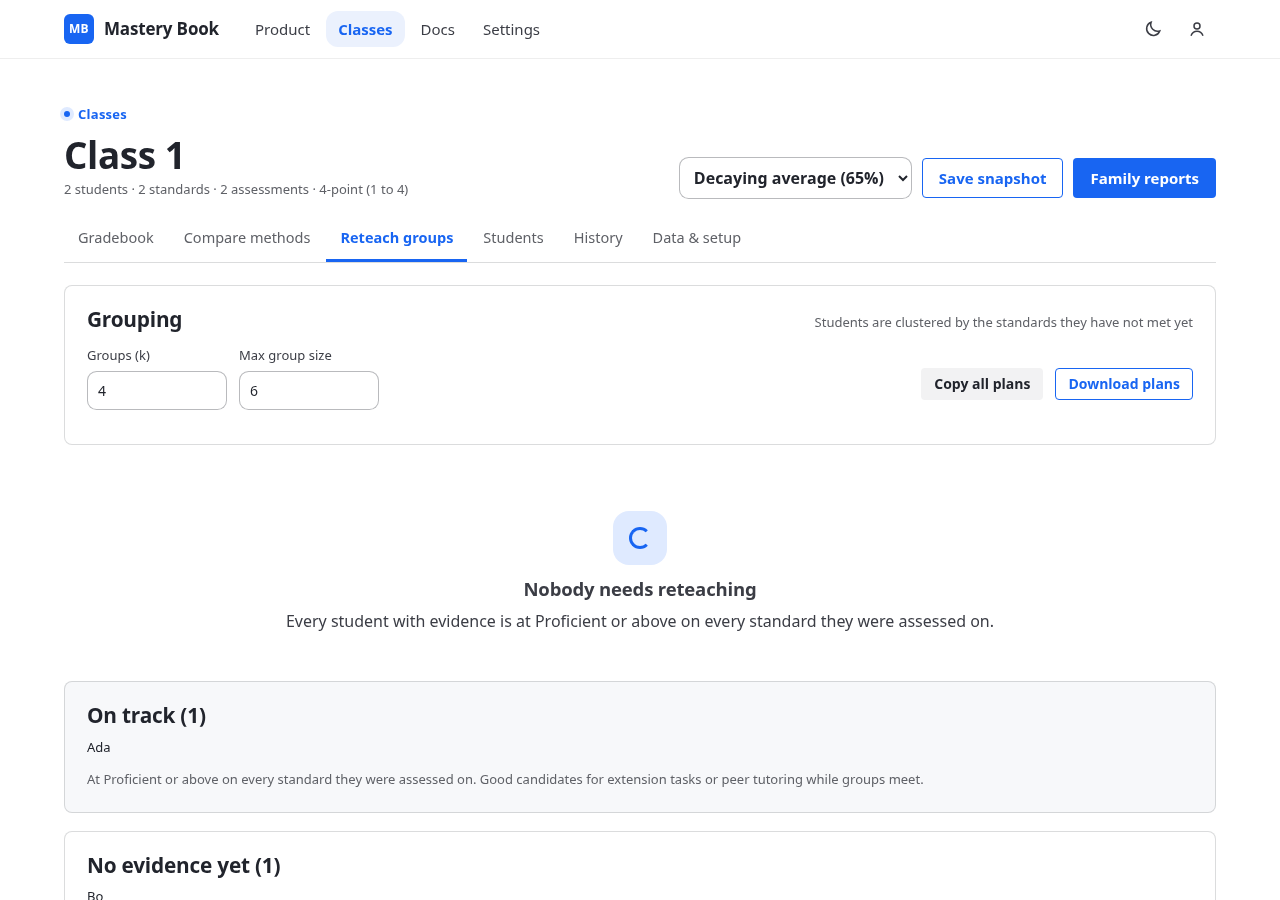 MB Mastery Book Product Classes Docs Settings
Classes
Class 1
2 students · 2 standards · 2 assessments · 4-point (1 to 4)
Decaying average (65%) Save snapshot Family reports
Gradebook Compare methods Reteach groups Students History Data & setup
Grouping
Students are clustered by the standards they have not met yet
Groups (k) Max group size
4 6
Copy all plans Download plans
Nobody needs reteaching
Every student with evidence is at Proficient or above on every standard they were assessed on.
On track (1)
Ada
At Proficient or above on every standard they were assessed on. Good candidates for extension tasks or peer tutoring while groups meet.
No evidence yet (1)
Bo